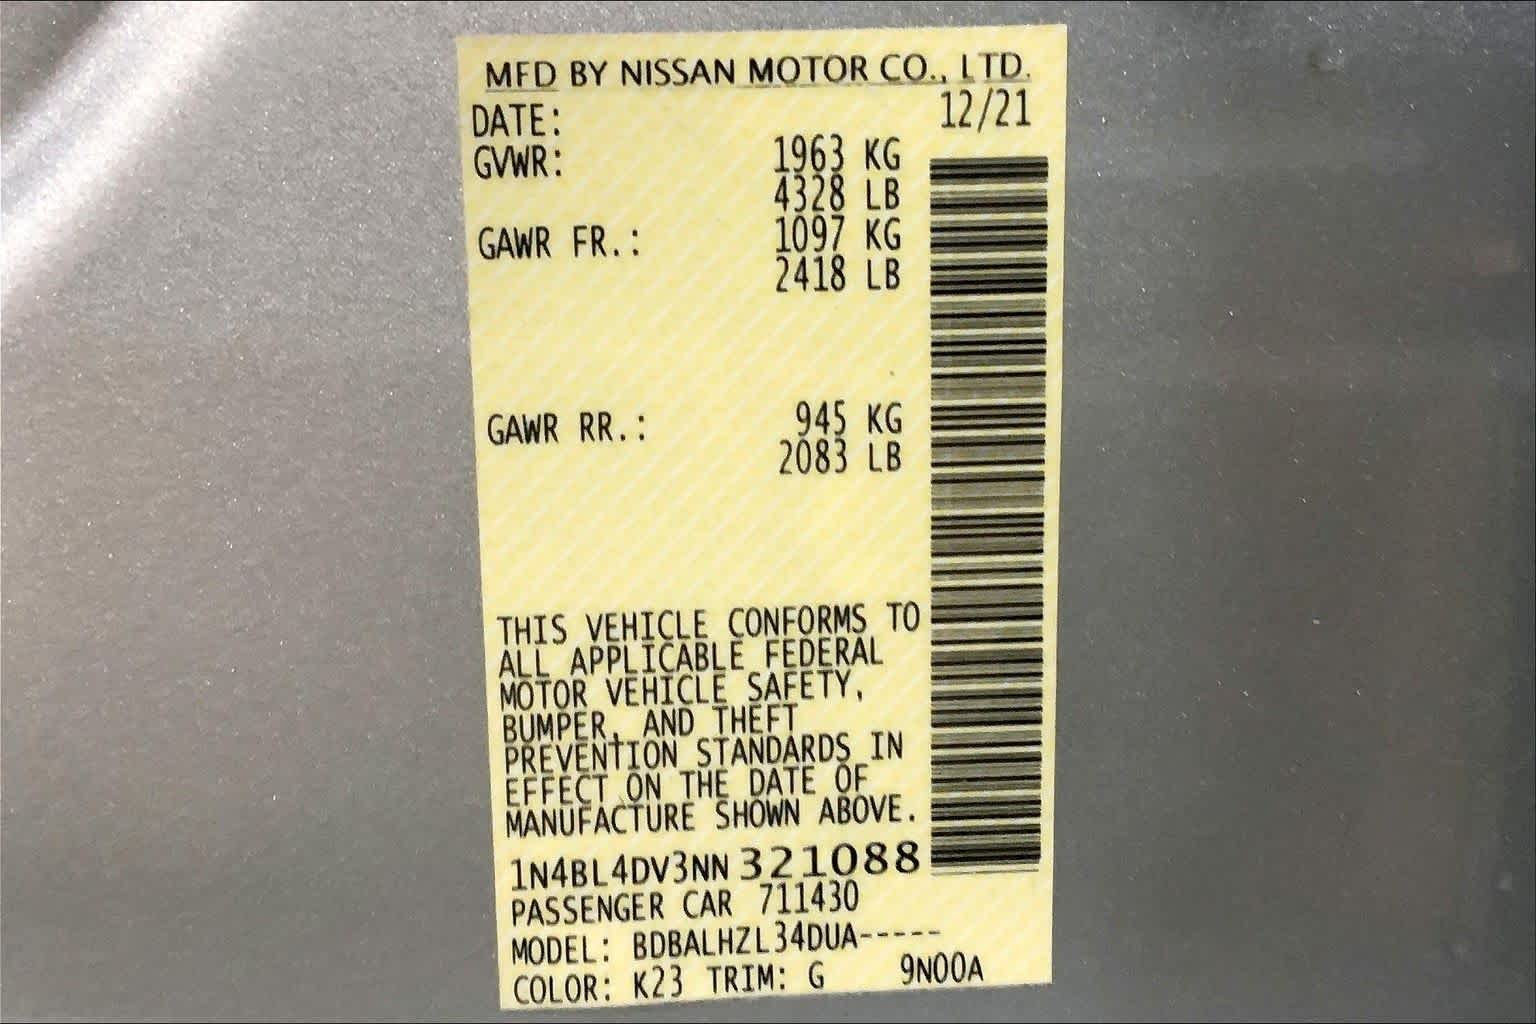 MFD BY NISSAN MOTOR CO., LTD.
DATE: 12/21
GVWR: 1963 KG
4328 LB
GAWR FR.: 1097 KG
2418 LB
GAWR RR.: 945 KG
2083 LB
THIS VEHICLE CONFORMS TO
ALL APPLICABLE FEDERAL
MOTOR VEHICLE SAFETY,
BUMPER, AND THEFT
PREVENTION STANDARDS IN
EFFECT ON THE DATE OF
MANUFACTURE SHOWN ABOVE.
1N4BL4DV3NN321088
PASSENGER CAR 711430
MODEL: BDBALHZL34DUA-----
COLOR: K23 TRIM: G 9N00A